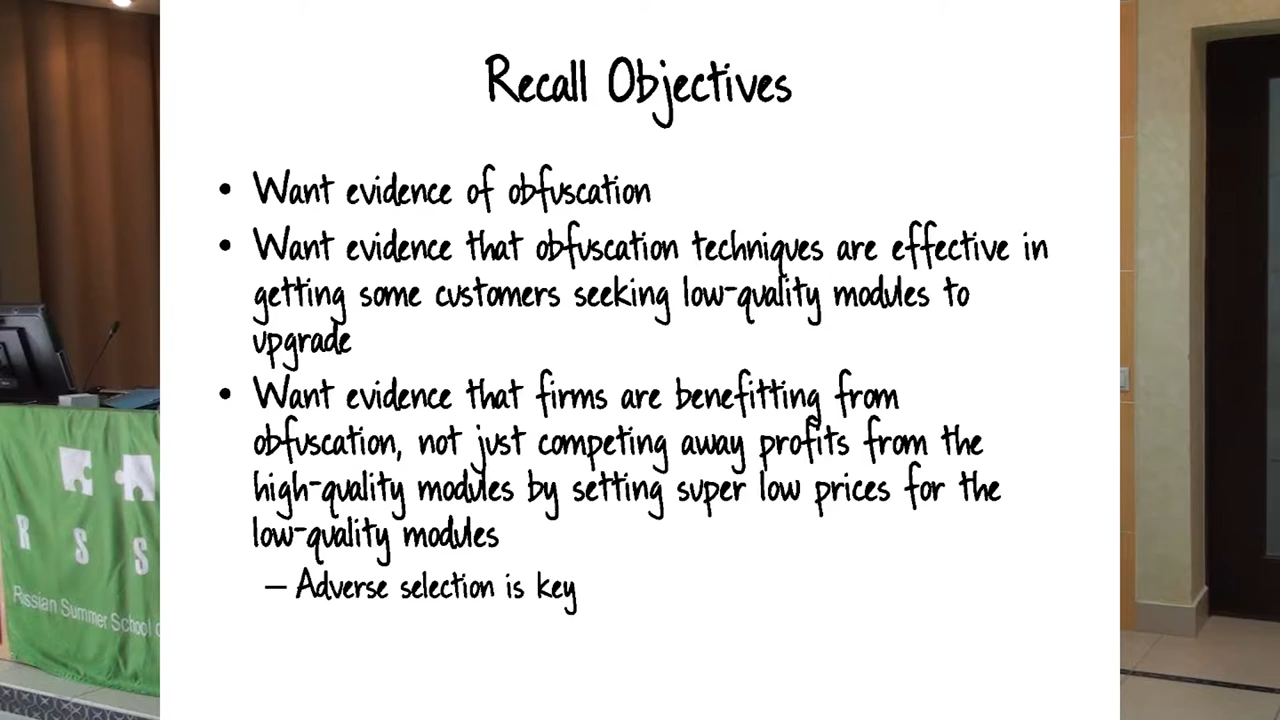 Recall Objectives
• Want evidence of obfuscation
• Want evidence that obfuscation techniques are effective in
getting some customers seeking low-quality modules to
upgrade
• Want evidence that firms are benefitting from
obfuscation, not just competing away profits from the
high-quality modules by setting super low prices for the
low-quality modules
– Adverse selection is key
R S S
Russian Summer School